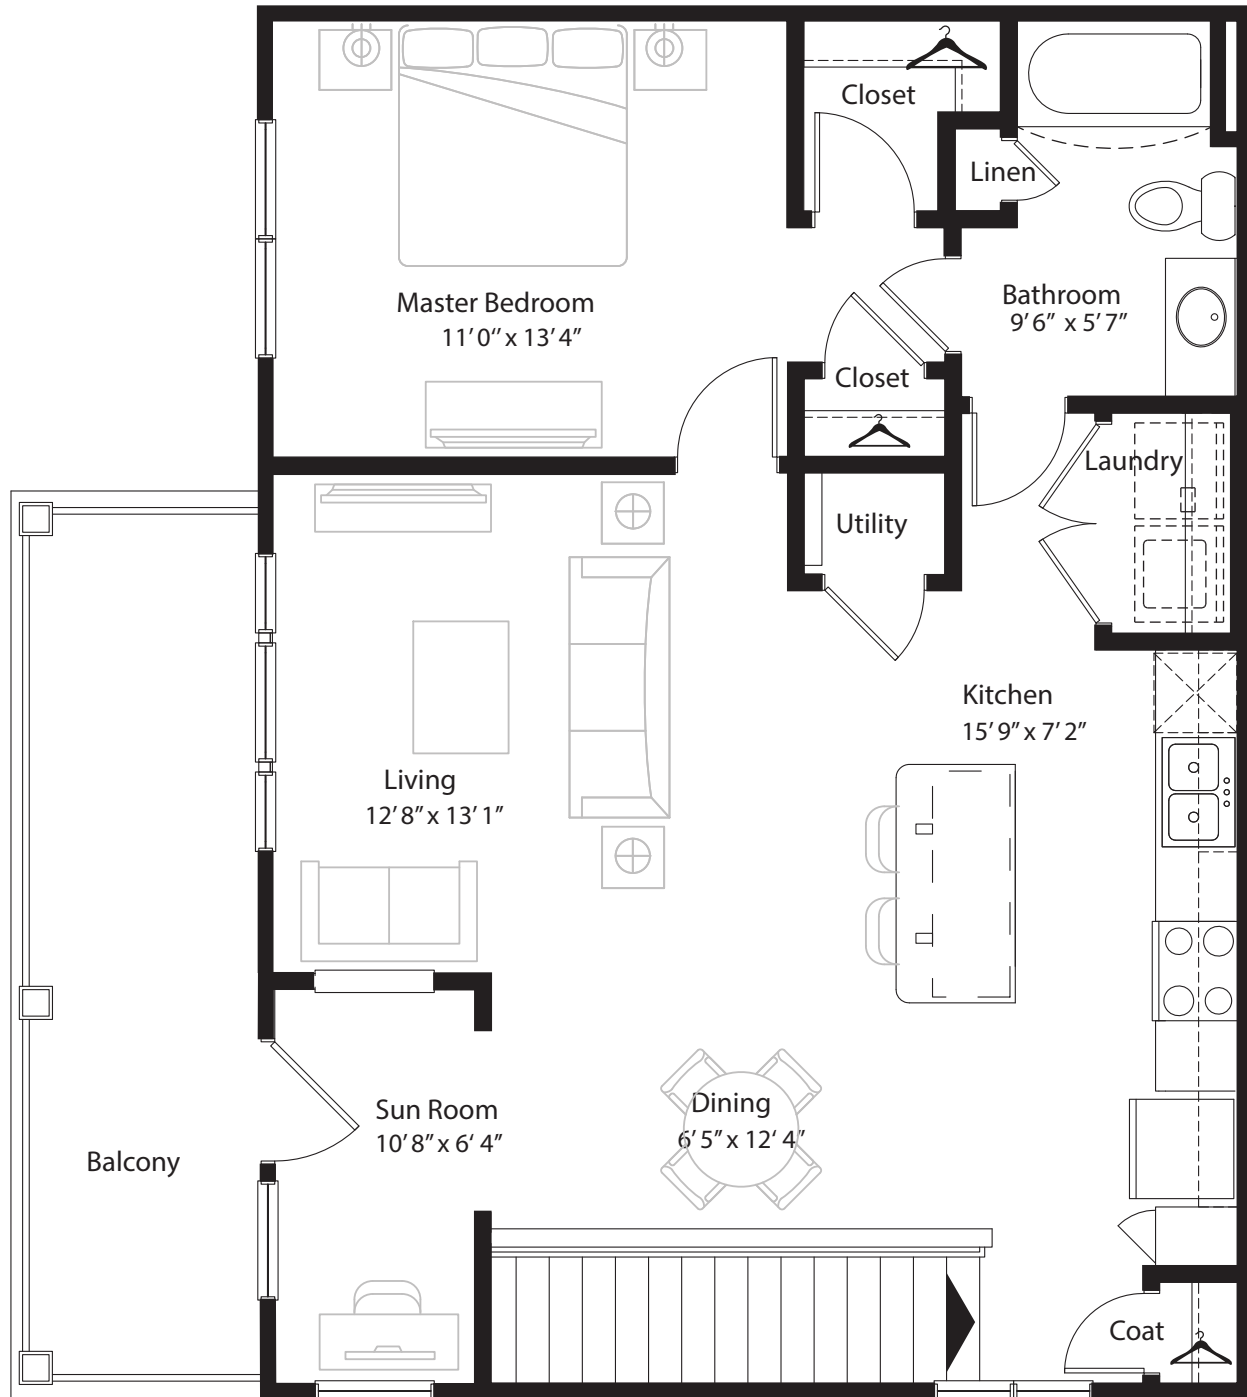 Closet
Linen
Master Bedroom
11’0” x 13’4”
Bathroom
9’6” x 5’7”
Closet
Laundry
Utility
Kitchen
15’9” x 7’2”
Living
12’8” x 13’1”
Sun Room
10’8” x 6‘ 4”
Dining
6’5” x 12‘ 4”
Balcony
Coat